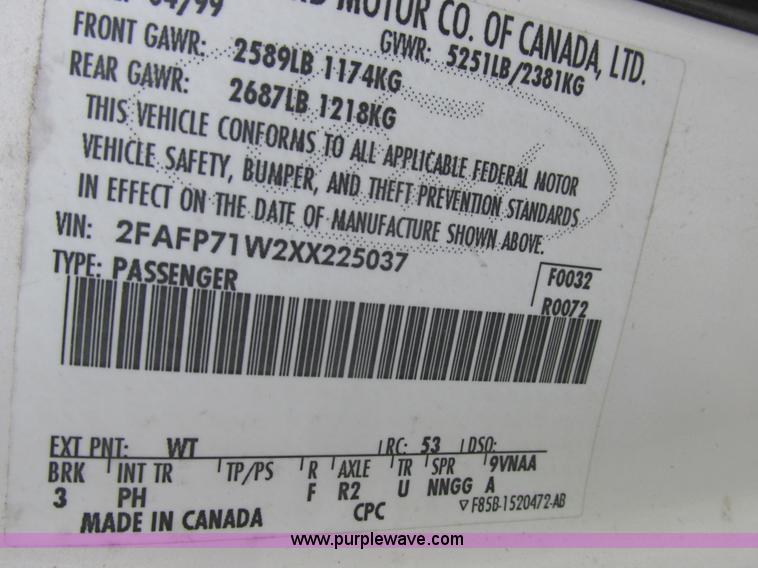 04/99
MOTOR CO. OF CANADA, LTD.
FRONT GAWR: 2589LB 1174KG GVWR: 5251LB/2381KG
REAR GAWR: 2687LB 1218KG
THIS VEHICLE CONFORMS TO ALL APPLICABLE FEDERAL MOTOR
VEHICLE SAFETY, BUMPER, AND THEFT PREVENTION STANDARDS
IN EFFECT ON THE DATE OF MANUFACTURE SHOWN ABOVE.
VIN: 2FAFP71W2XX225037
TYPE: PASSENGER
F0032
R0072
EXT PNT: WT RC: 53 DSO:
BRK INT TR TP/PS R AXLE TR SPR 9VNAA
3 PH F R2 U NNGG A
MADE IN CANADA CPC ▽F85B-1520472-AB
www.purplewave.com